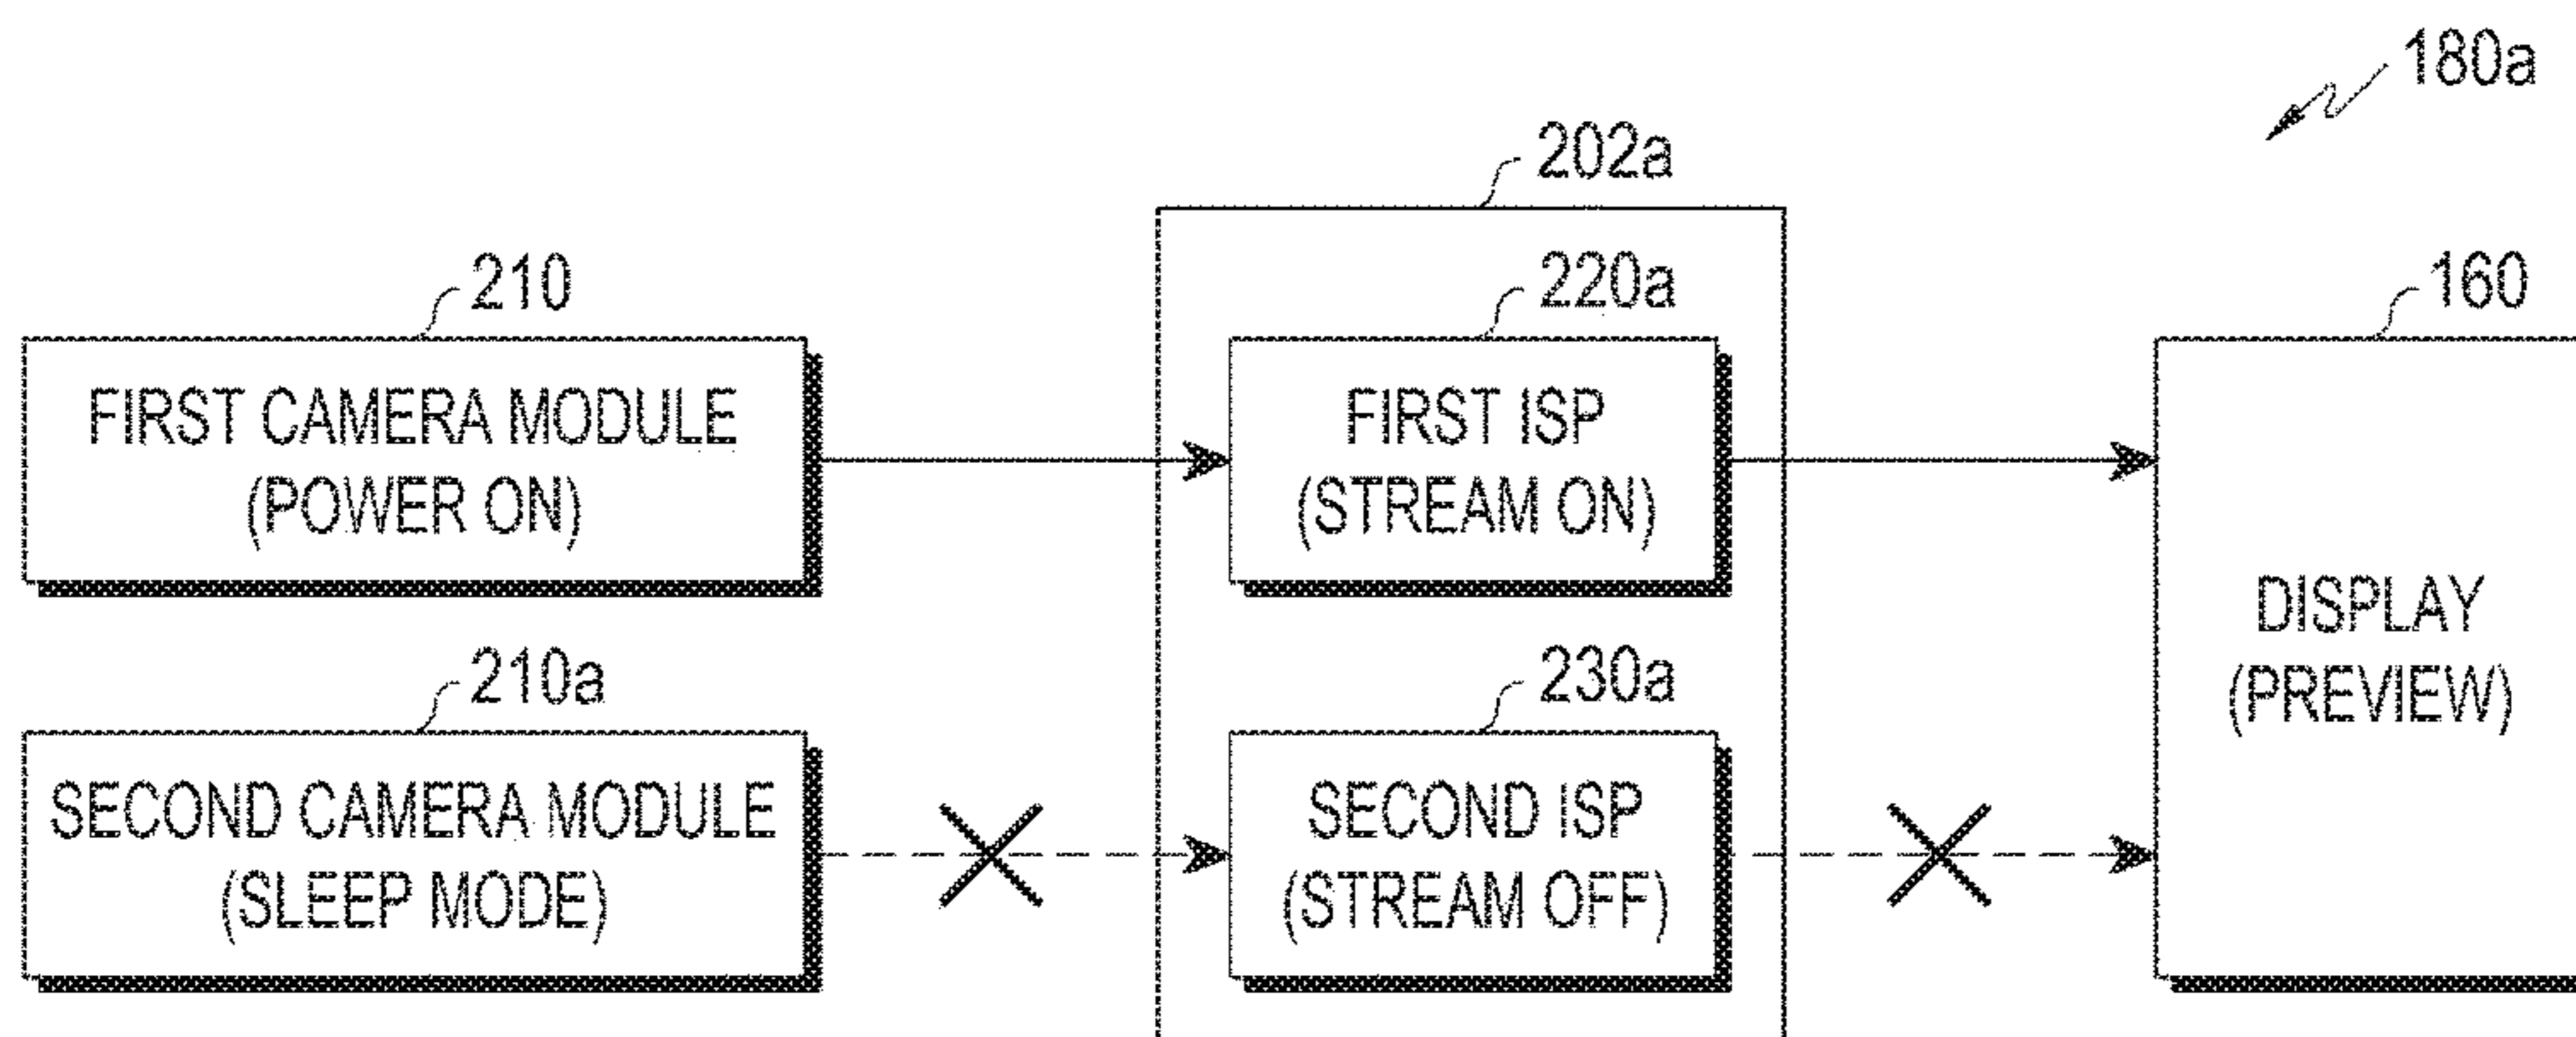 180a
202a
210
220a
160
FIRST CAMERA MODULE
(POWER ON)
FIRST ISP
(STREAM ON)
DISPLAY
(PREVIEW)
210a
230a
SECOND CAMERA MODULE
(SLEEP MODE)
SECOND ISP
(STREAM OFF)